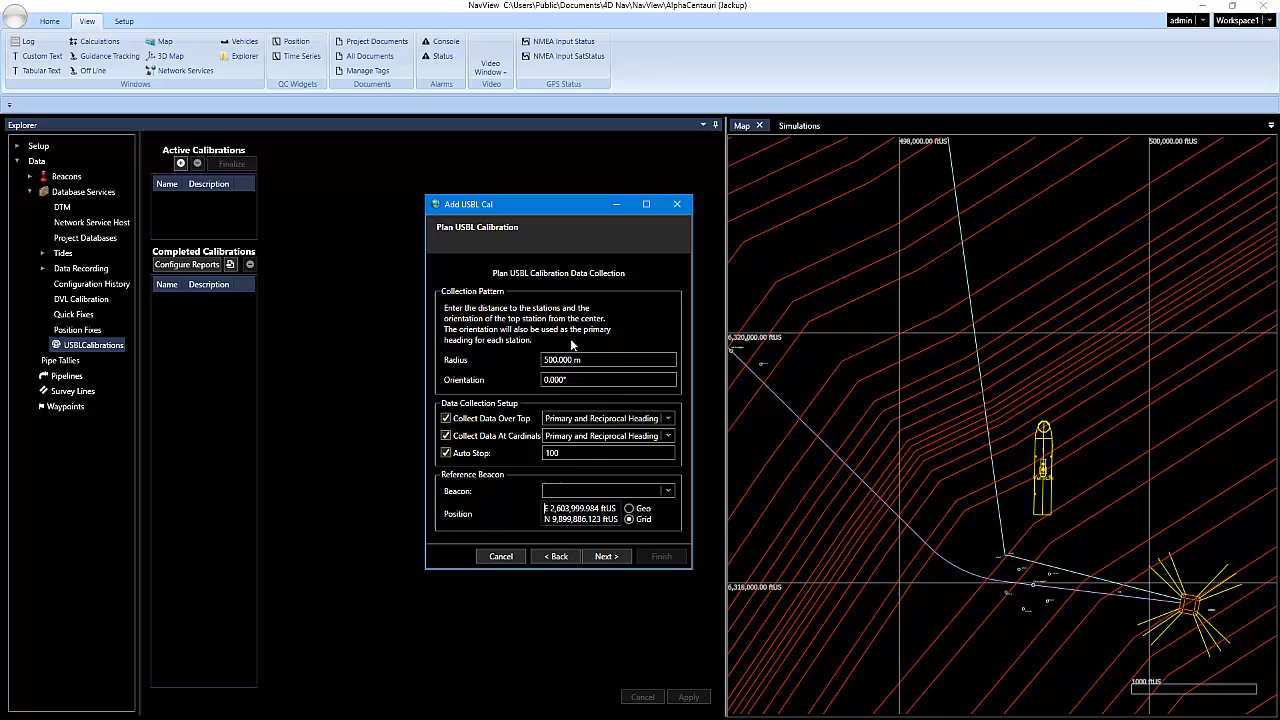 NavView C:\Users\Public\Documents\4D Nav\NavView\AlphaCentauri (Jackup)
Home View Setup
admin Workspace1
Log Calculations Map Vehicles
Custom Text Guidance Tracking 3D Map Explorer
Tabular Text Off Line Network Services
Windows
Position
Time Series
QC Widgets
Project Documents
All Documents
Manage Tags
Documents
Console
Status
Alarms
Video
Window
Video
NMEA Input Status
NMEA Input SatStatus
GPS Status
Explorer
Setup
Data
Beacons
Database Services
DTM
Network Service Host
Project Databases
Tides
Data Recording
Configuration History
DVL Calibration
Quick Fixes
Position Fixes
USBLCalibrations
Pipe Tallies
Pipelines
Survey Lines
Waypoints
Active Calibrations
Finalize
Name Description
Completed Calibrations
Configure Reports
Name Description
Cancel Apply
Add USBL Cal
Plan USBL Calibration
Plan USBL Calibration Data Collection
Collection Pattern
Enter the distance to the stations and the
orientation of the top station from the center.
The orientation will also be used as the primary
heading for each station.
Radius 500.000 m
Orientation 0.000°
Data Collection Setup
Collect Data Over Top Primary and Reciprocal Heading
Collect Data At Cardinals Primary and Reciprocal Heading
Auto Stop: 100
Reference Beacon
Beacon:
Position
E 2,603,999.984 ftUS Geo
N 9,899,886.123 ftUS Grid
Cancel < Back Next > Finish
Map Simulations
498,000.00 ftUS 500,000.00 ftUS
6,320,000.00 ftUS
6,318,000.00 ftUS
1000 ftUS